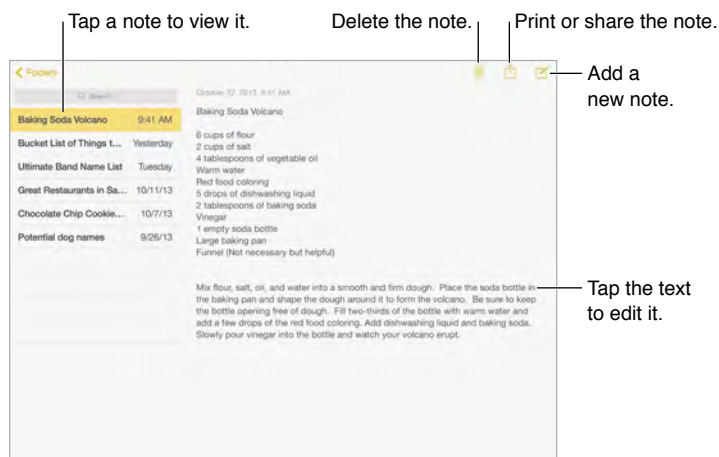 Tap a note to view it.
Delete the note.
Print or share the note.
Add a
new note.
Folders
Search
October 22, 2013, 9:41 AM
Baking Soda Volcano 9:41 AM
Bucket List of Things t... Yesterday
Ultimate Band Name List Tuesday
Great Restaurants in Sa... 10/11/13
Chocolate Chip Cookie... 10/7/13
Potential dog names 9/26/13
Baking Soda Volcano
6 cups of flour
2 cups of salt
4 tablespoons of vegetable oil
Warm water
Red food coloring
5 drops of dishwashing liquid
2 tablespoons of baking soda
Vinegar
1 empty soda bottle
Large baking pan
Funnel (Not necessary but helpful)
Mix flour, salt, oil, and water into a smooth and firm dough. Place the soda bottle in
the baking pan and shape the dough around it to form the volcano. Be sure to keep
the bottle opening free of dough. Fill two-thirds of the bottle with warm water and
add a few drops of the red food coloring. Add dishwashing liquid and baking soda.
Slowly pour vinegar into the bottle and watch your volcano erupt.
Tap the text
to edit it.